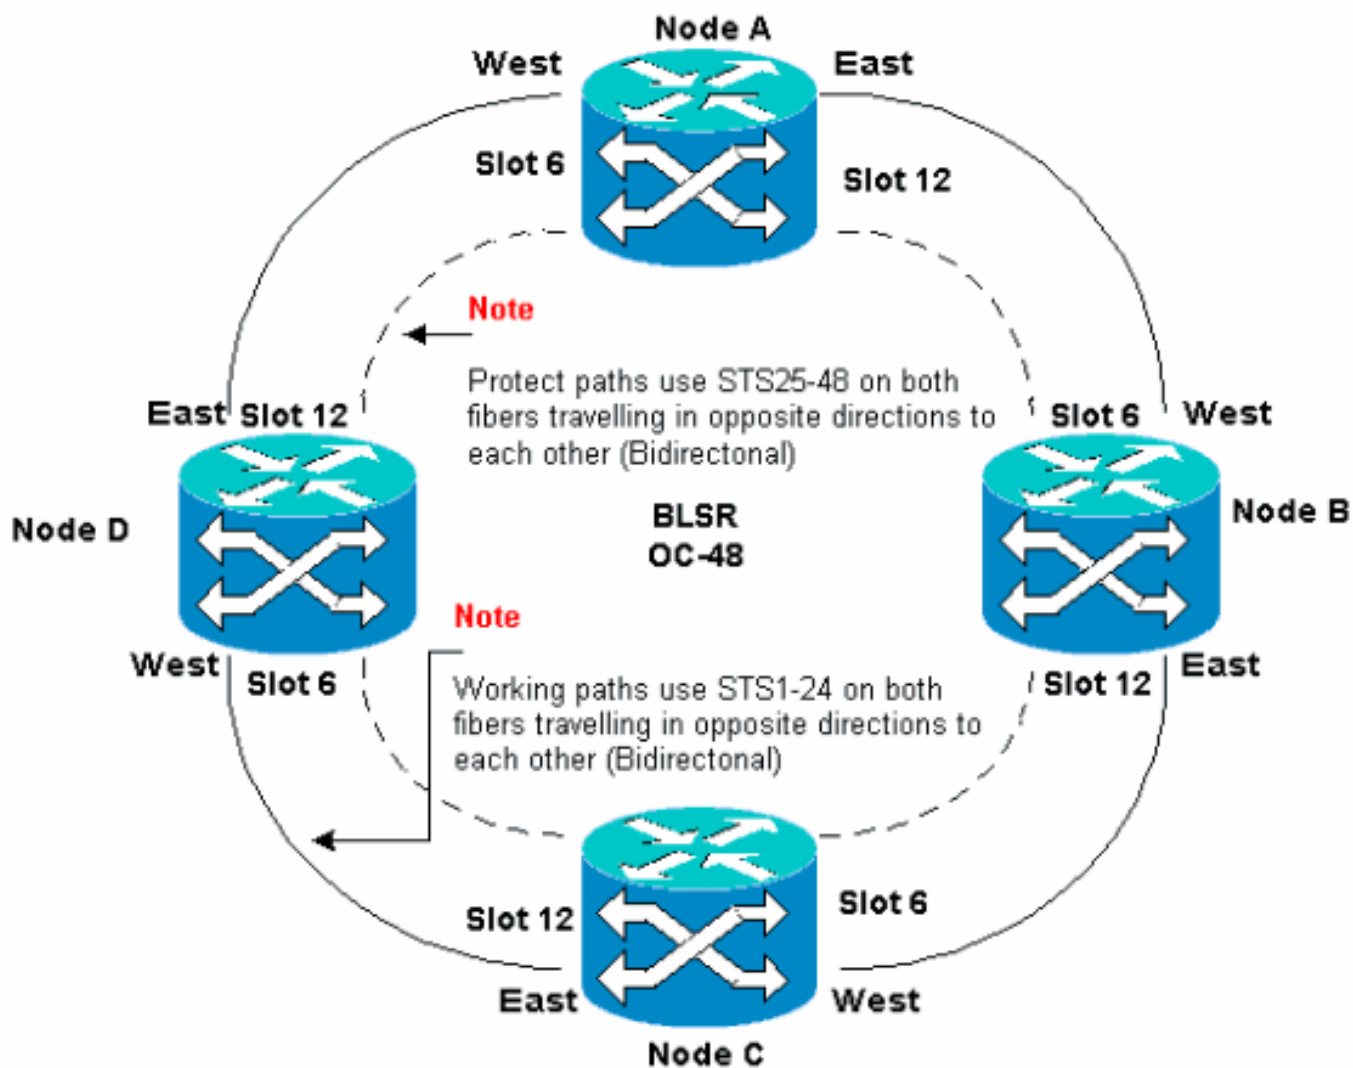 Node A
West
East
Slot 6
Slot 12
Note
Protect paths use STS25-48 on both
fibers travelling in opposite directions to
each other (Bidirectonal)
East Slot 12
Slot 6 West
Node D
BLSR
OC-48
Node B
Note
West
Slot 6
East
Slot 12
Working paths use STS1-24 on both
fibers travelling in opposite directions to
each other (Bidirectonal)
Slot 12
Slot 6
East
West
Node C